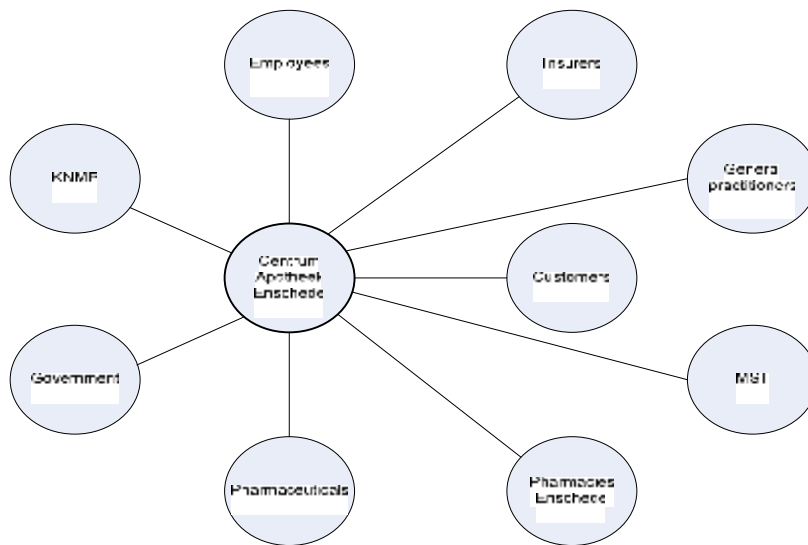 Employees
Insurers
KNMP
General
practitioners
Centrum
Apotheek
Enschede
Customers
Government
MST
Pharmaceuticals
Pharmacies
Enschede